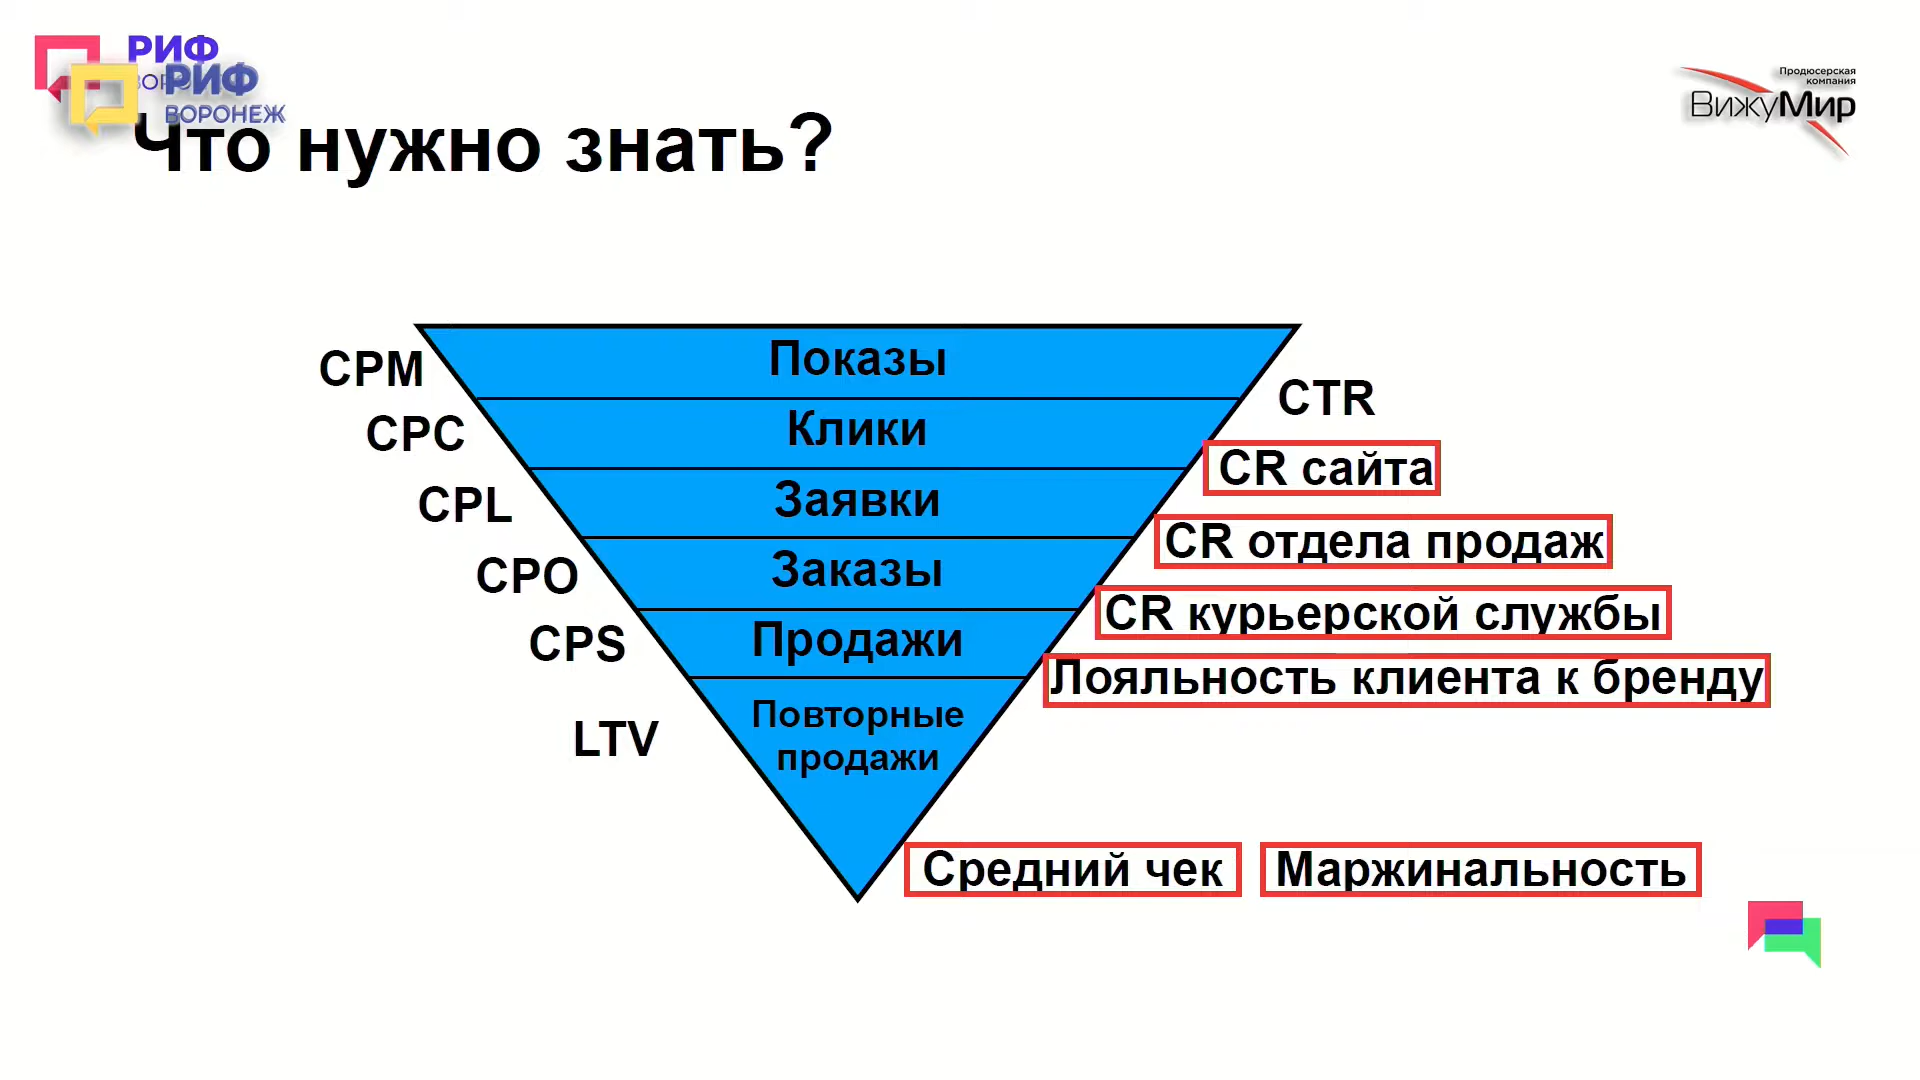 РИФ
РИФ
ВОРОНЕЖ
Продюсерская
компания
ВижуМир
Что нужно знать?
CPM
Показы
CTR
CPC
Клики
CR сайта
CPL
Заявки
CR отдела продаж
CPO
Заказы
CR курьерской службы
CPS
Продажи
Лояльность клиента к бренду
LTV
Повторные
продажи
Средний чек
Маржинальность